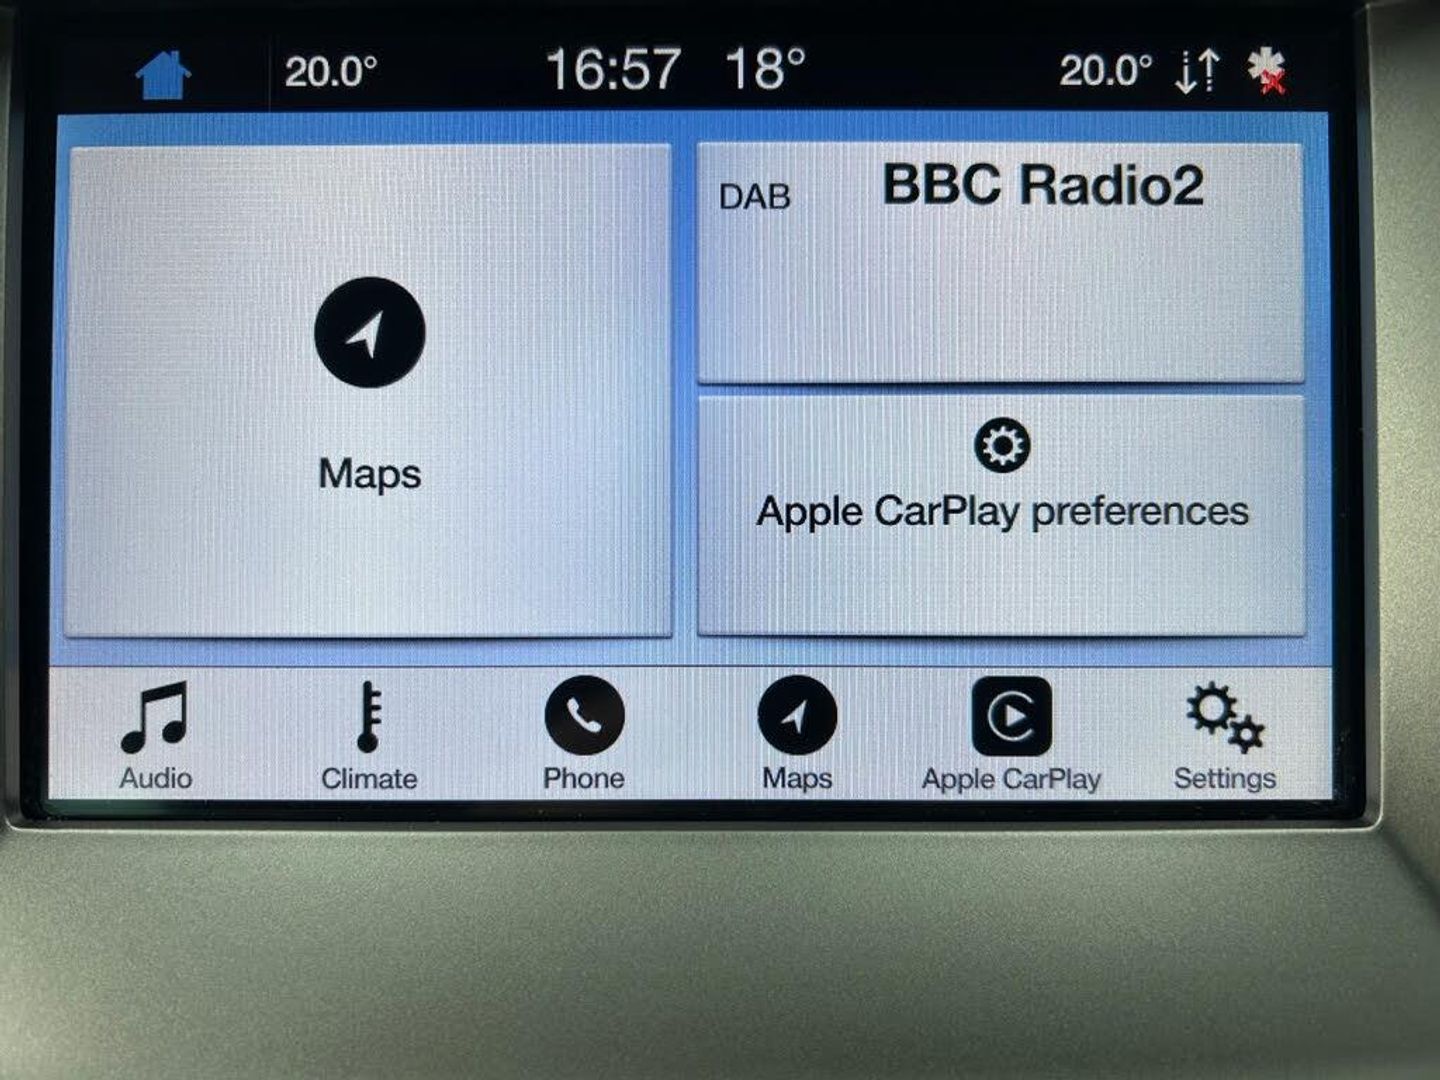 20.0° 16:57 18° 20.0°
DAB BBC Radio2
Maps
Apple CarPlay preferences
Audio Climate Phone Maps Apple CarPlay Settings